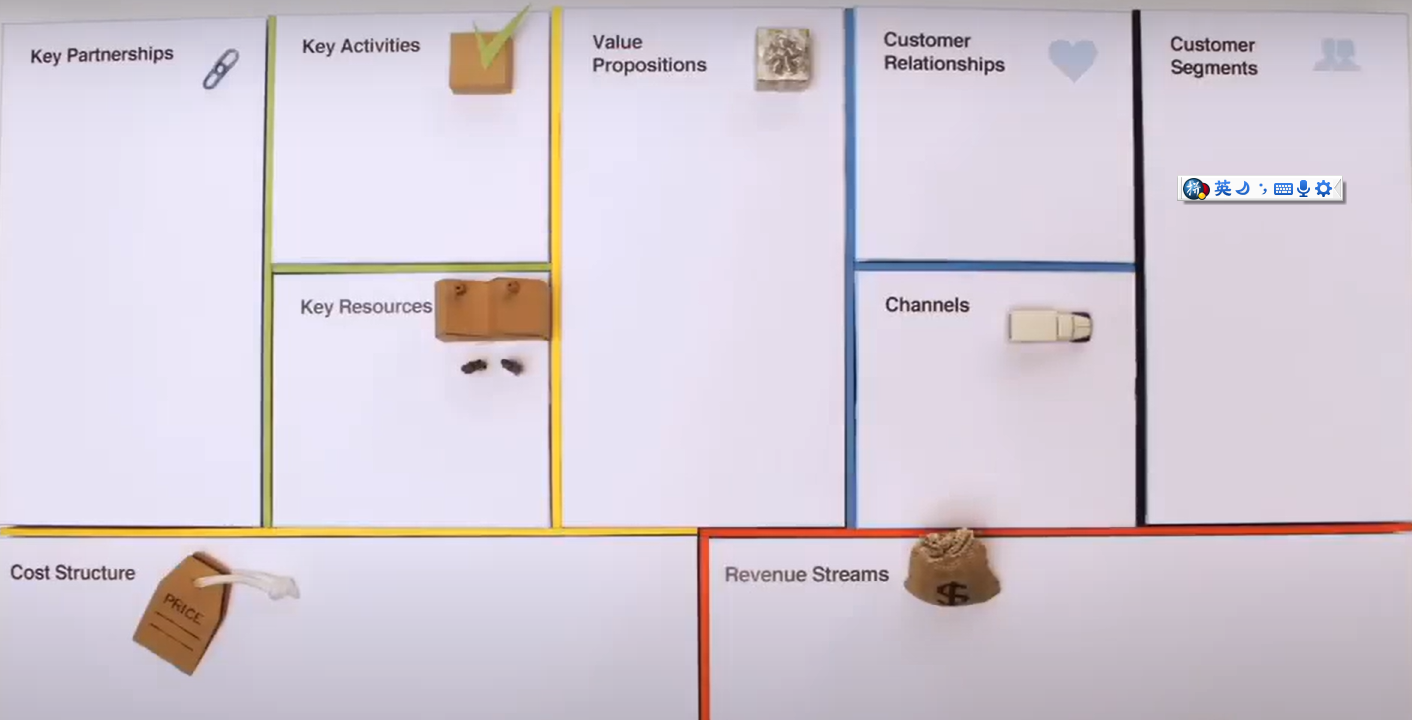 Key Partnerships
Key Activities
Value
Propositions
Customer
Relationships
Customer
Segments
拼 英
Key Resources
Channels
Cost Structure
PRICE
Revenue Streams
$